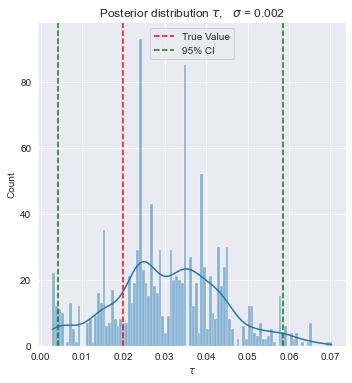 Posterior distribution τ, σ = 0.002
True Value
95% CI
Count
80
60
40
20
0
0.00 0.01 0.02 0.03 0.04 0.05 0.06 0.07
τ